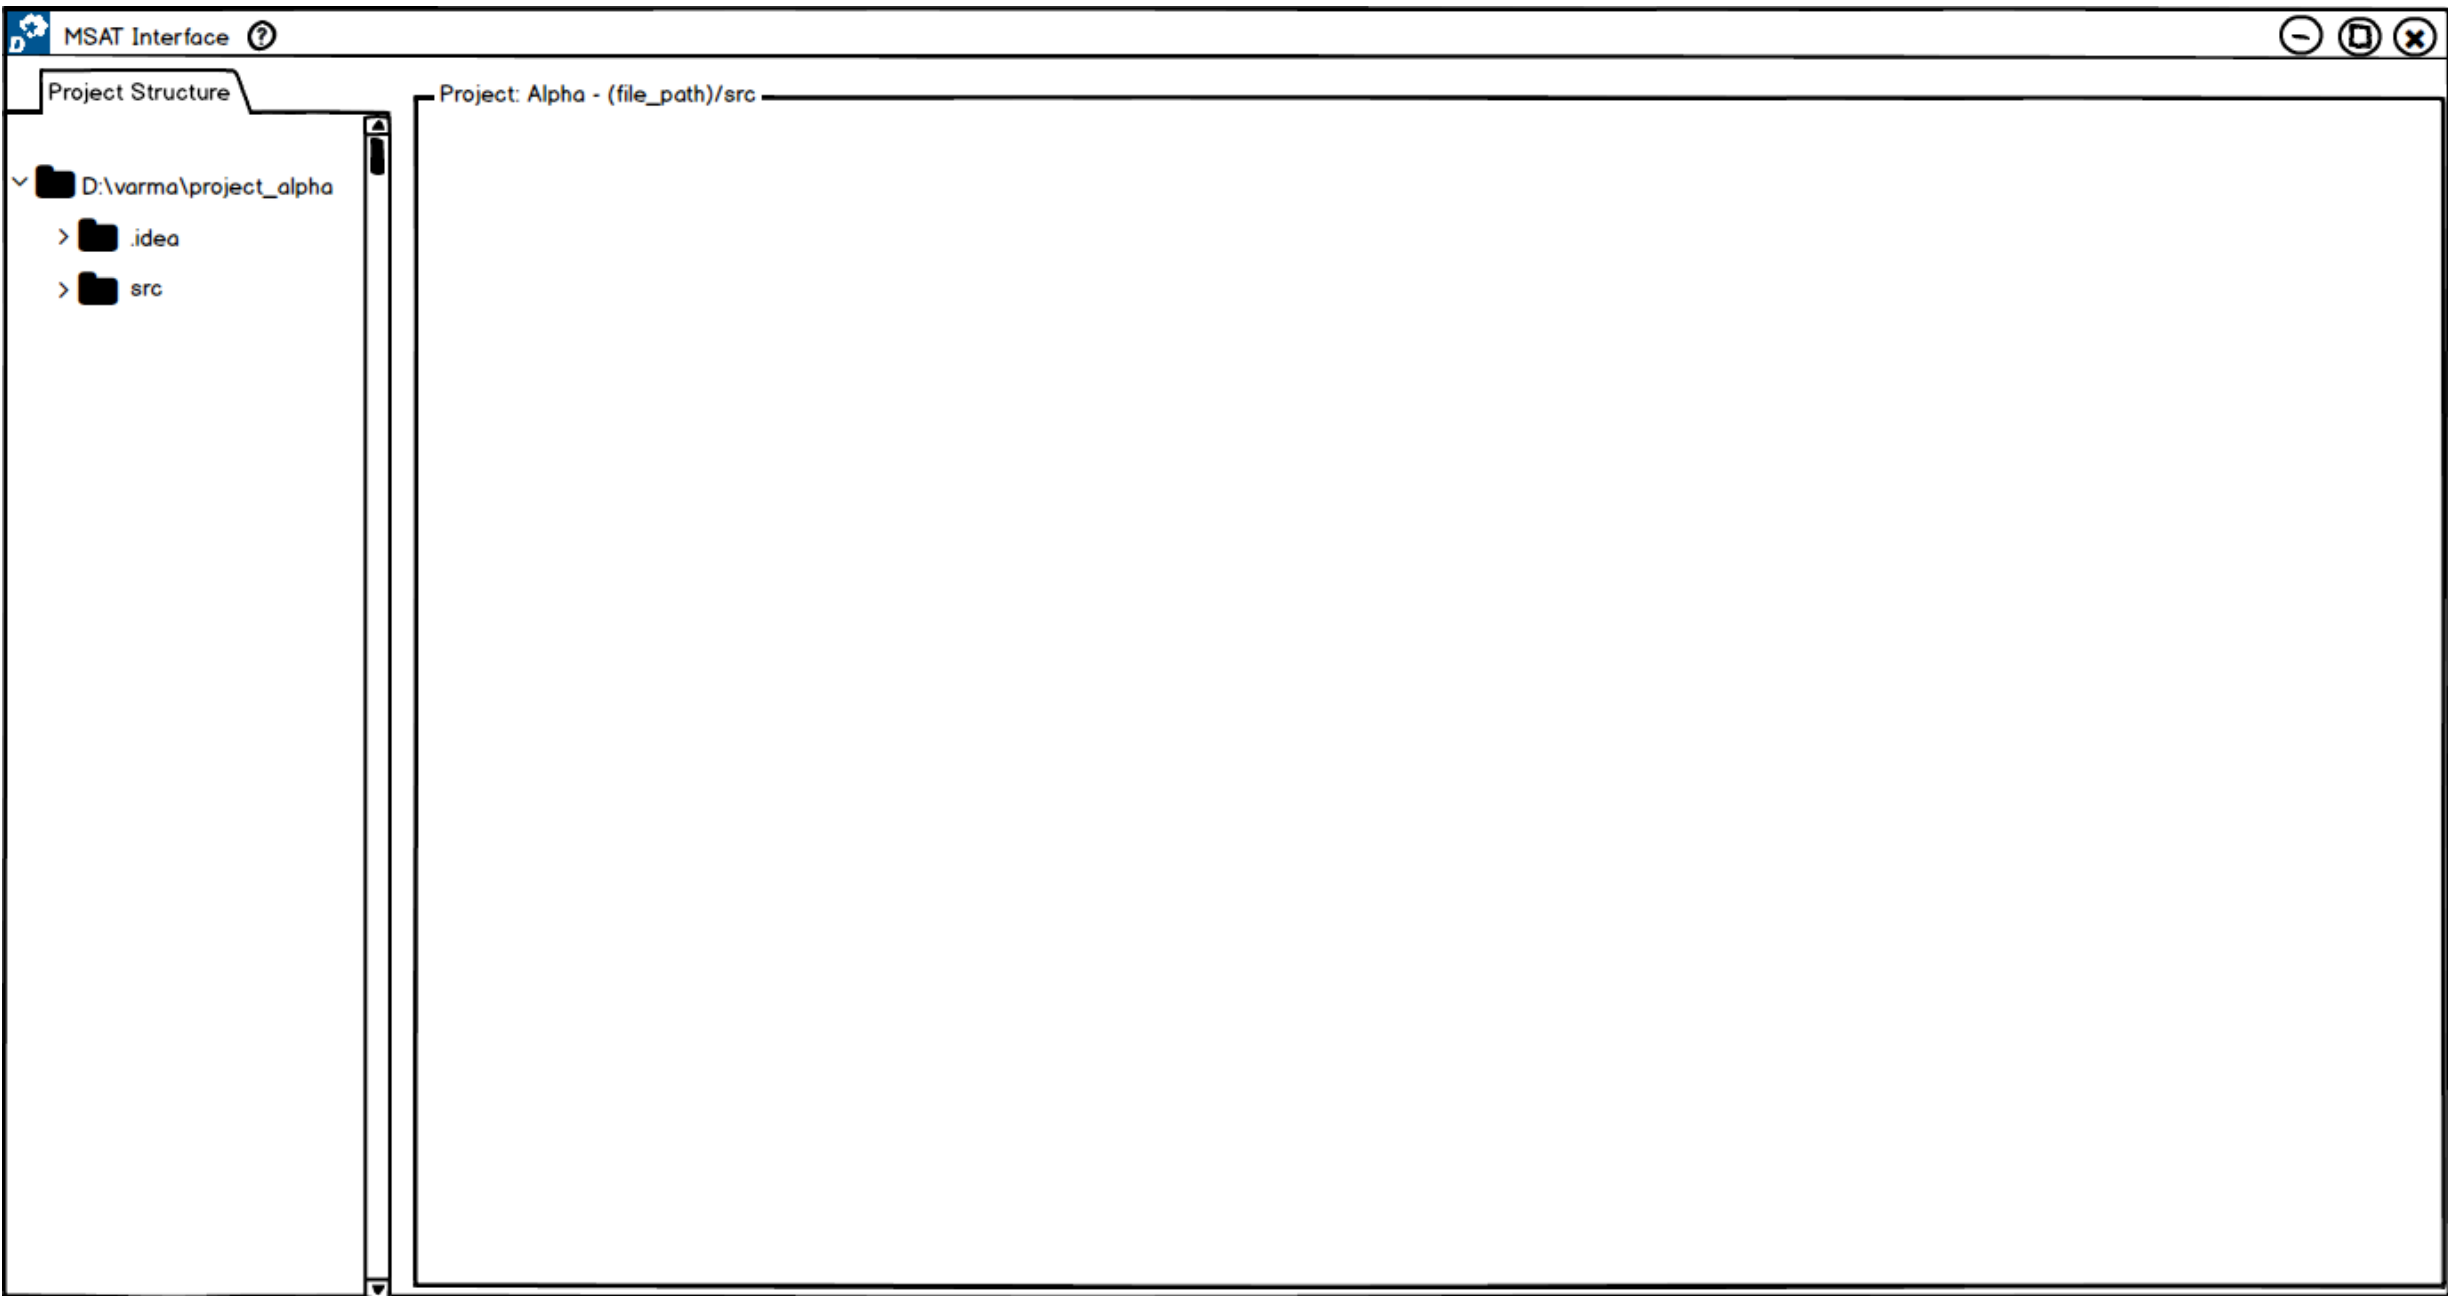 D
MSAT Interface ?
Project Structure
Project: Alpha - (file_path)/src
D:\varma\project_alpha
.idea
src